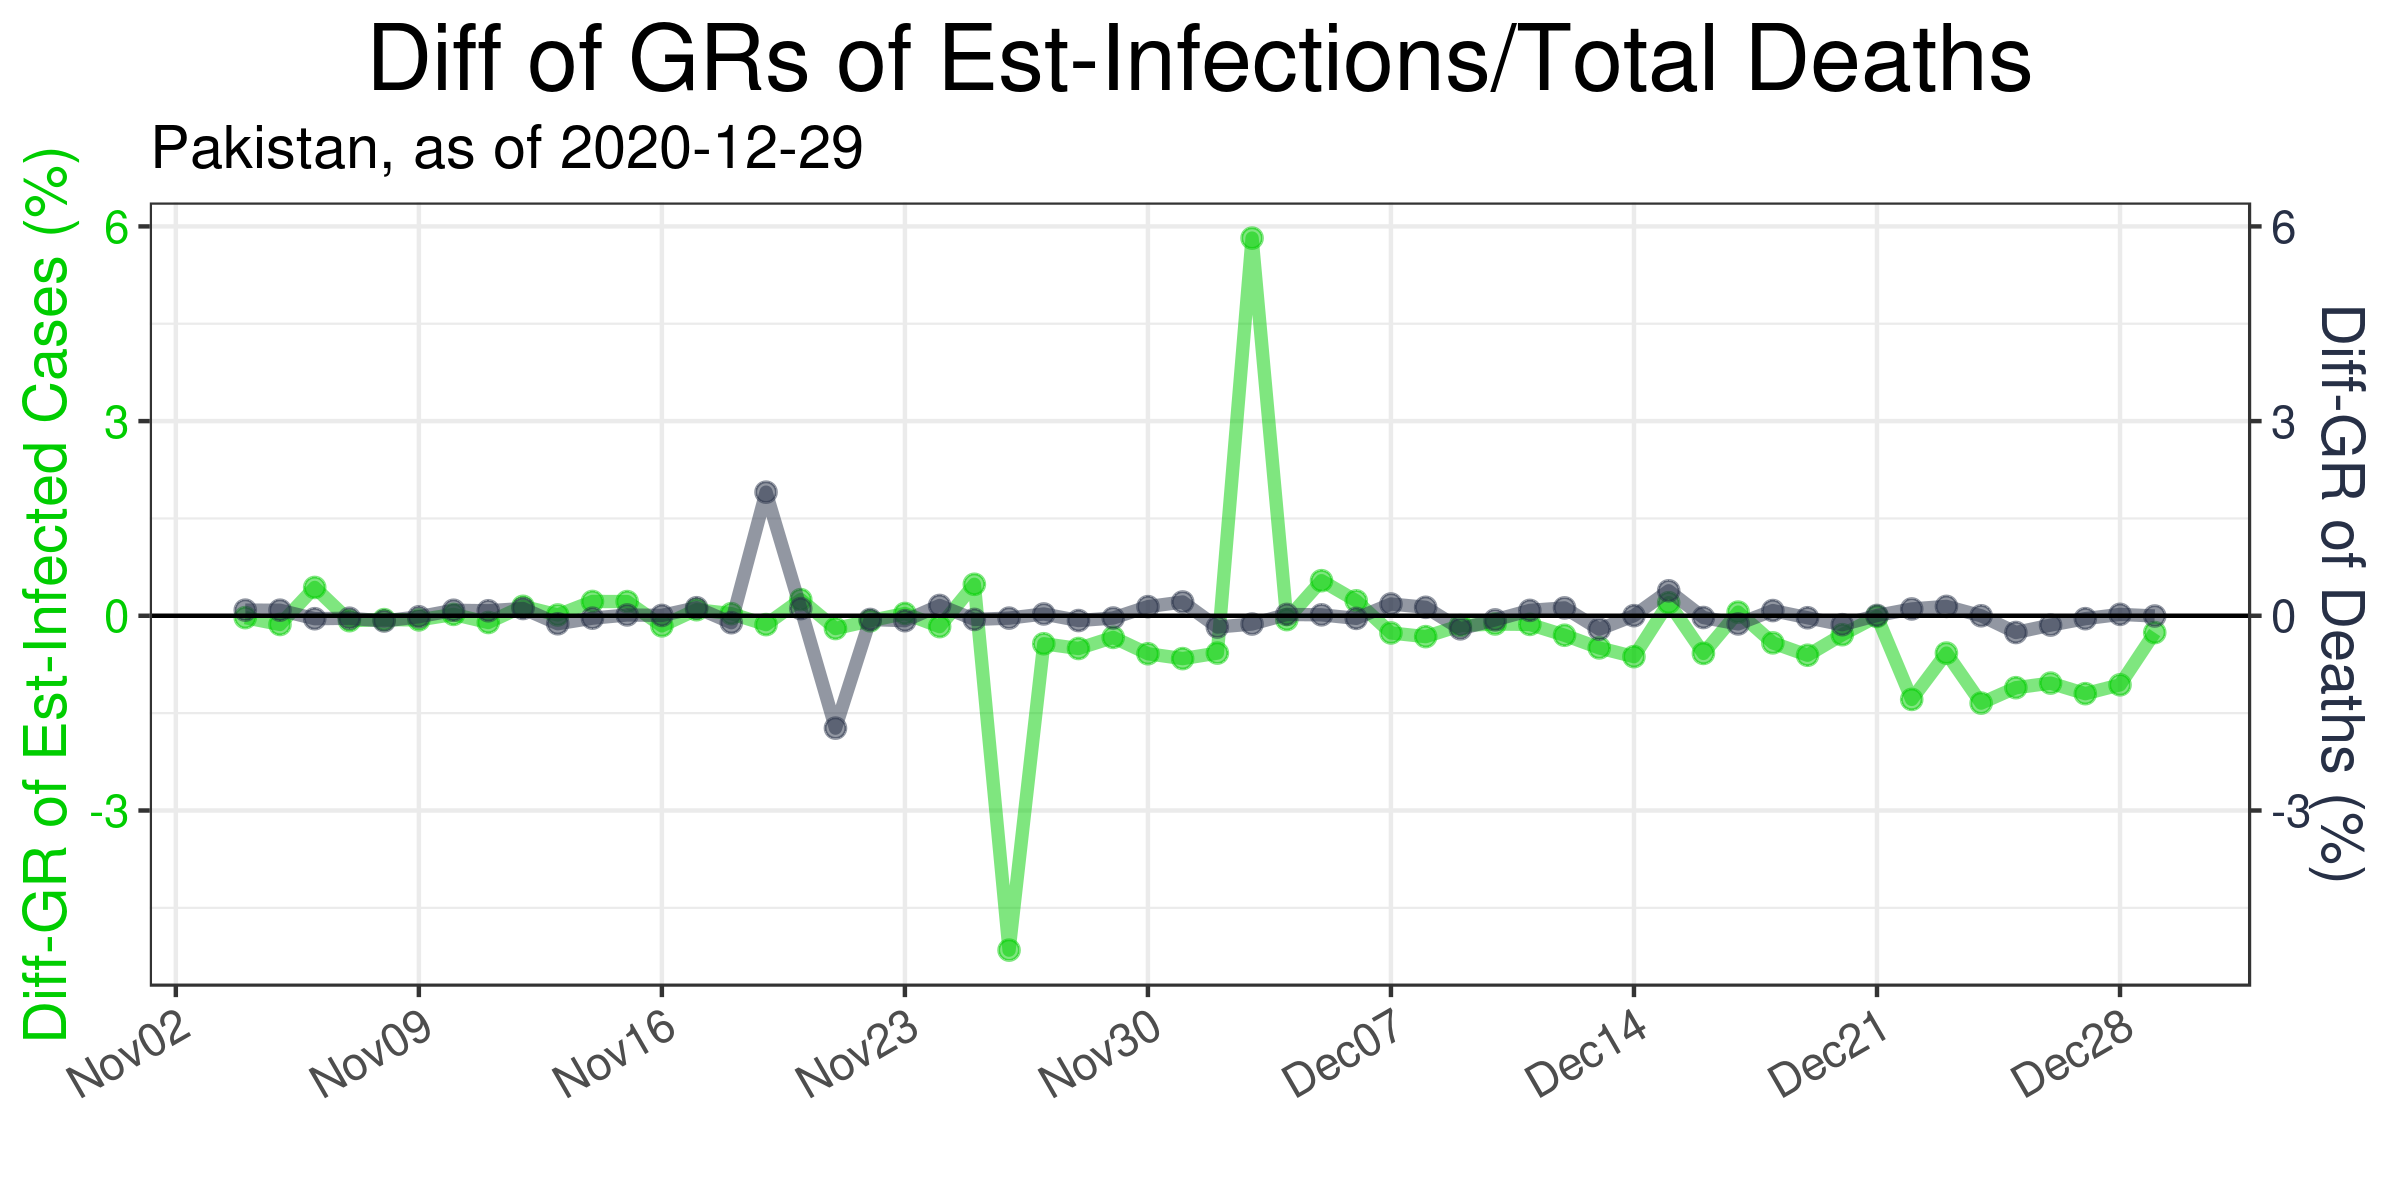 Diff of GRs of Est-Infections/Total Deaths
Pakistan, as of 2020-12-29
Diff-GR of Est-Infected Cases (%)
6
3
0
-3
6
3
0
-3
Diff-GR of Deaths (%)
Nov02
Nov09
Nov16
Nov23
Nov30
Dec07
Dec14
Dec21
Dec28